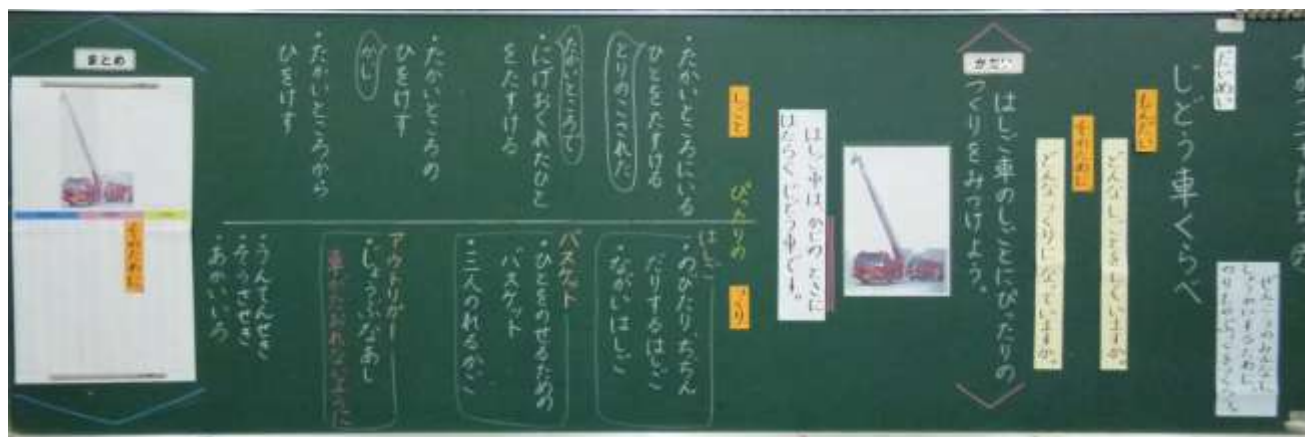 だいめい
じどう車くらべ
しつもん
どんなしごとをしていますか。
そのために
どんなつくりになっていますか。
かだい
はしご車のしごとにぴったりの
つくりをみつけよう。
はしご車は、かじのときに
はたらくじどう車です。
しごと
ぴったりの
つくり
・たかいところにいる
ひとをたすける
とりのこされた
たかいところで
・にげおくれたひと
をたすける
・たかいところの
ひをけす
かじ
・たかいところから
ひをけす
はしご
・のびたり、ちぢん
だりするはしご
・ながいはしご
バスケット
・ひとをのせるための
バスケット
・三人のれるかご
アウトリガー
・じょうぶなあし
車がたおれないように
・うんてんせき
・そうさせき
・あかいいろ
まとめ
そのために